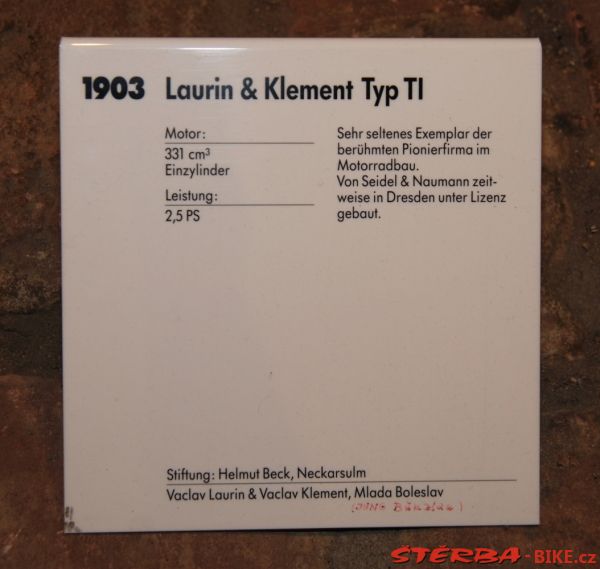 1903 Laurin & Klement Typ TI
Motor:
331 cm³
Einzylinder
Leistung:
2,5 PS
Sehr seltenes Exemplar der
berühmten Pionierfirma im
Motorradbau.
Von Seidel & Naumann zeit-
weise in Dresden unter Lizenz
gebaut.
Stiftung: Helmut Beck, Neckarsulm
Vaclav Laurin & Vaclav Klement, Mlada Boleslav
ŠTĚRBA-BIKE.cz